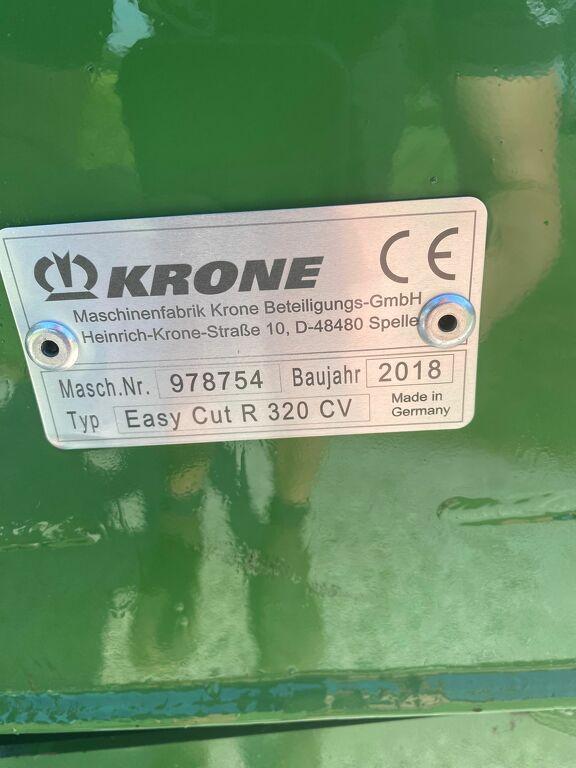 KRONE CE
Maschinenfabrik Krone Beteiligungs-GmbH
Heinrich-Krone-Straße 10, D-48480 Spelle
Masch.Nr. 978754 Baujahr 2018
Typ Easy Cut R 320 CV Made in
Germany